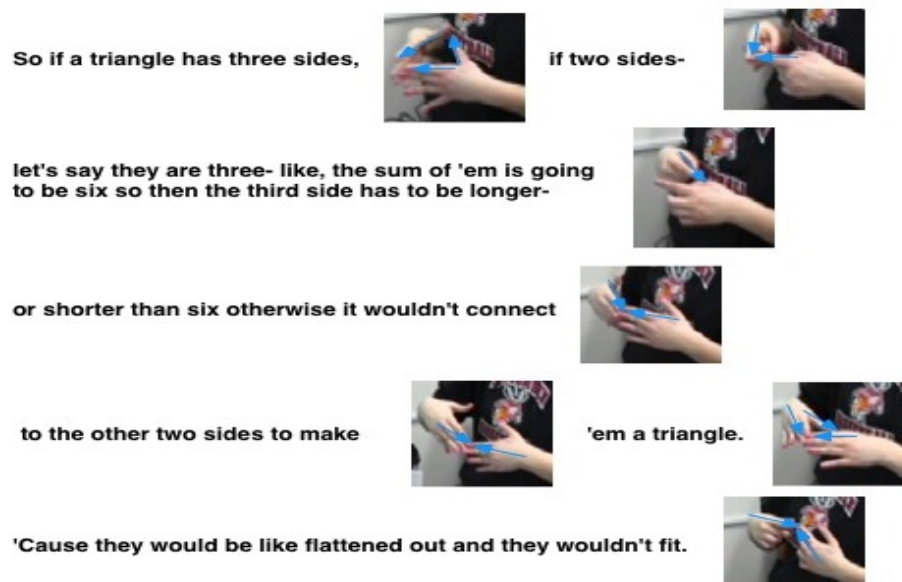 So if a triangle has three sides, if two sides-
let's say they are three- like, the sum of 'em is going
to be six so then the third side has to be longer-
or shorter than six otherwise it wouldn't connect
to the other two sides to make 'em a triangle.
'Cause they would be like flattened out and they wouldn't fit.